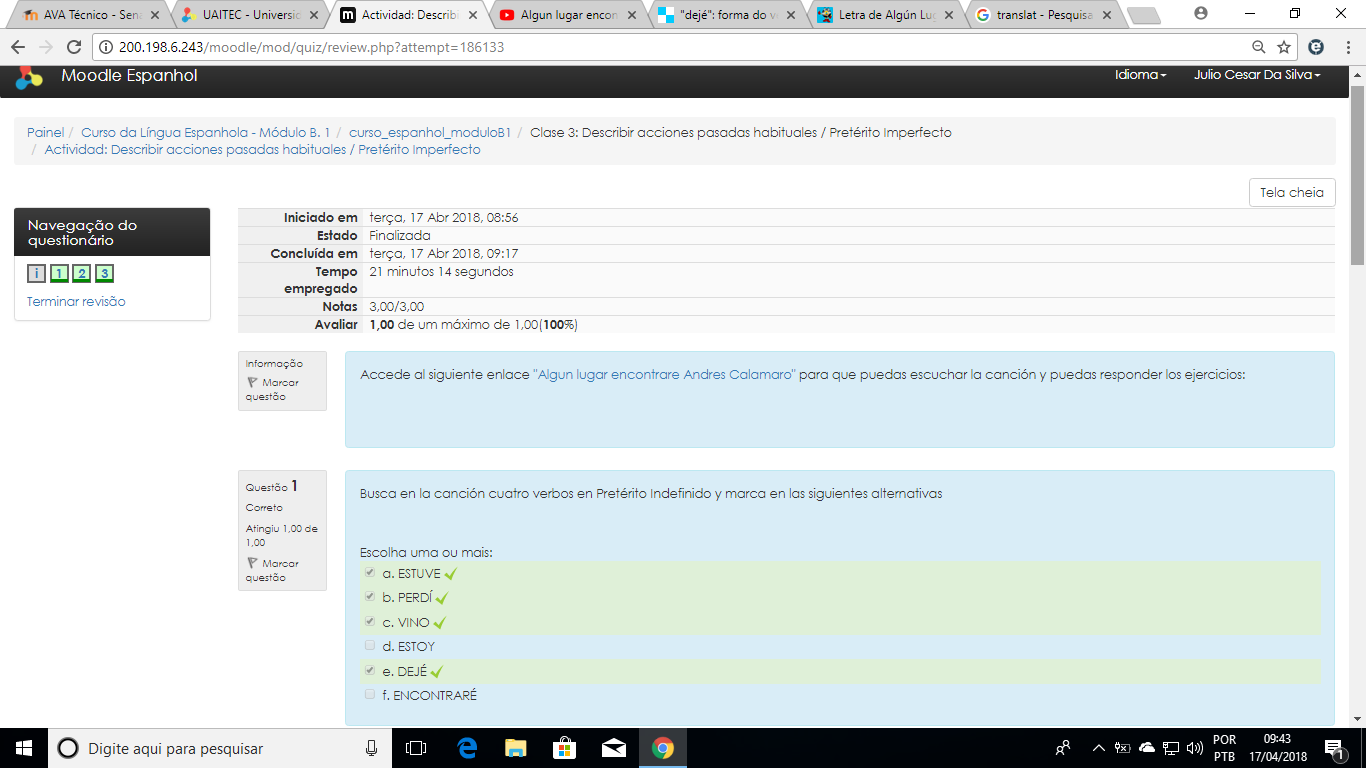 AVA Técnico - Sena
UAITEC - Universid
Actividad: Describi
Algun lugar encon
"dejé": forma do ve
Letra de Algún Lug
translat - Pesquisa
200.198.6.243/moodle/mod/quiz/review.php?attempt=186133
Moodle Espanhol
Idioma
Julio Cesar Da Silva
Painel / Curso da Língua Espanhola - Módulo B. 1 / curso_espanhol_moduloB1 / Clase 3: Describir acciones pasadas habituales / Pretérito Imperfecto
/ Actividad: Describir acciones pasadas habituales / Pretérito Imperfecto
Tela cheia
Navegação do
questionário
i 1 2 3
Terminar revisão
Iniciado em terça, 17 Abr 2018, 08:56
Estado Finalizada
Concluída em terça, 17 Abr 2018, 09:17
Tempo 21 minutos 14 segundos
empregado
Notas 3,00/3,00
Avaliar 1,00 de um máximo de 1,00(100%)
Informação
Marcar
questão
Accede al siguiente enlace "Algun lugar encontrare Andres Calamaro" para que puedas escuchar la canción y puedas responder los ejercicios:
Questão 1
Correto
Atingiu 1,00 de
1,00
Marcar
questão
Busca en la canción cuatro verbos en Pretérito Indefinido y marca en las siguientes alternativas
Escolha uma ou mais:
a. ESTUVE
b. PERDÍ
c. VINO
d. ESTOY
e. DEJÉ
f. ENCONTRARÉ
Digite aqui para pesquisar
POR
PTB
09:43
17/04/2018
1